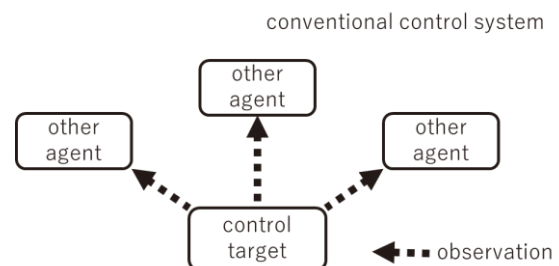 conventional control system
other
agent
other
agent
other
agent
control
target
observation